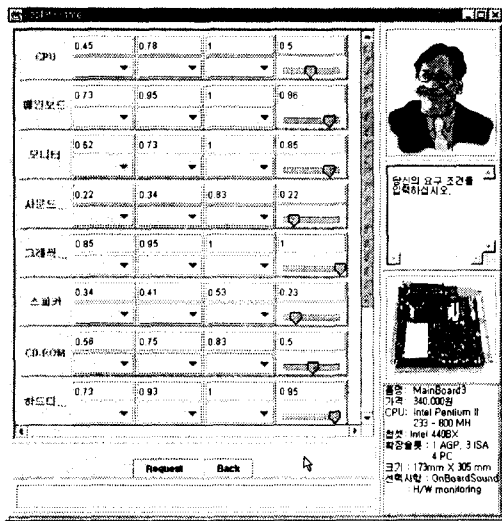 CPU 0.45 0.78 1 0.5
메인보드 0.73 0.95 1 0.86
모니터 0.62 0.73 1 0.85
사운드... 0.22 0.34 0.83 0.22
그래픽... 0.85 0.95 1 1
스피커 0.34 0.41 0.53 0.23
CD-ROM 0.58 0.75 0.83 0.5
하드디... 0.73 0.93 1 0.95
Request Back
당신의 요구 조건를
입력하십시오.
품명 : MainBoard3
가격 : 340,000원
CPU: Intel Pentium II
233 - 600 MH
칩셋 Intel 440BX
확장슬롯 : 1 AGP, 3 ISA
4 PC
크기 : 173mm X 305 mm
선택사항 : OnBoardSound
H/W monitoring